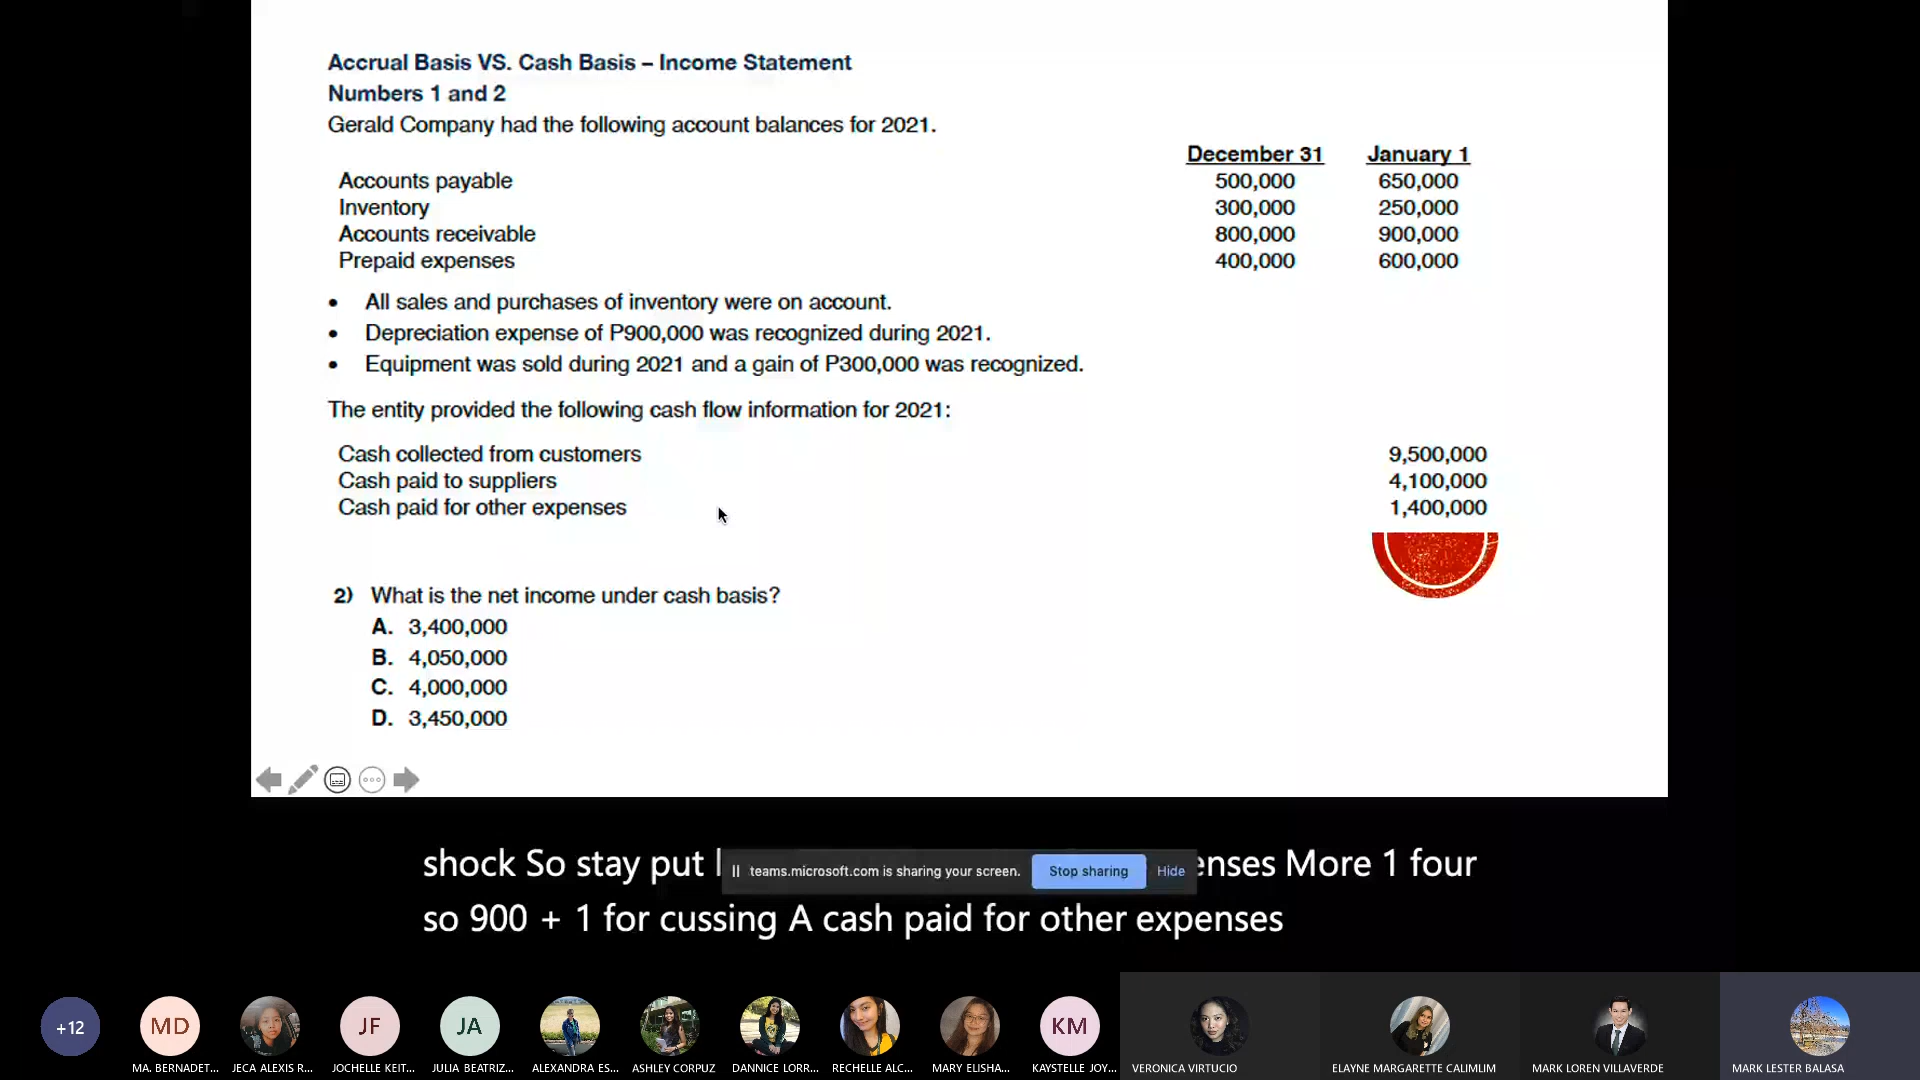 Accrual Basis VS. Cash Basis – Income Statement
Numbers 1 and 2
Gerald Company had the following account balances for 2021.
December 31 January 1
Accounts payable 500,000 650,000
Inventory 300,000 250,000
Accounts receivable 800,000 900,000
Prepaid expenses 400,000 600,000
• All sales and purchases of inventory were on account.
• Depreciation expense of P900,000 was recognized during 2021.
• Equipment was sold during 2021 and a gain of P300,000 was recognized.
The entity provided the following cash flow information for 2021:
Cash collected from customers 9,500,000
Cash paid to suppliers 4,100,000
Cash paid for other expenses 1,400,000
2) What is the net income under cash basis?
A. 3,400,000
B. 4,050,000
C. 4,000,000
D. 3,450,000
shock So stay put enses More 1 four
teams.microsoft.com is sharing your screen. Stop sharing Hide
so 900 + 1 for cussing A cash paid for other expenses
+12 MD JF JA KM
MA. BERNADET... JECA ALEXIS R... JOCHELLE KEIT... JULIA BEATRIZ... ALEXANDRA ES... ASHLEY CORPUZ DANNICE LORR... RECHELLE ALC... MARY ELISHA... KAYSTELLE JOY... VERONICA VIRTUCIO ELAYNE MARGARETTE CALIMLIM MARK LOREN VILLAVERDE MARK LESTER BALASA